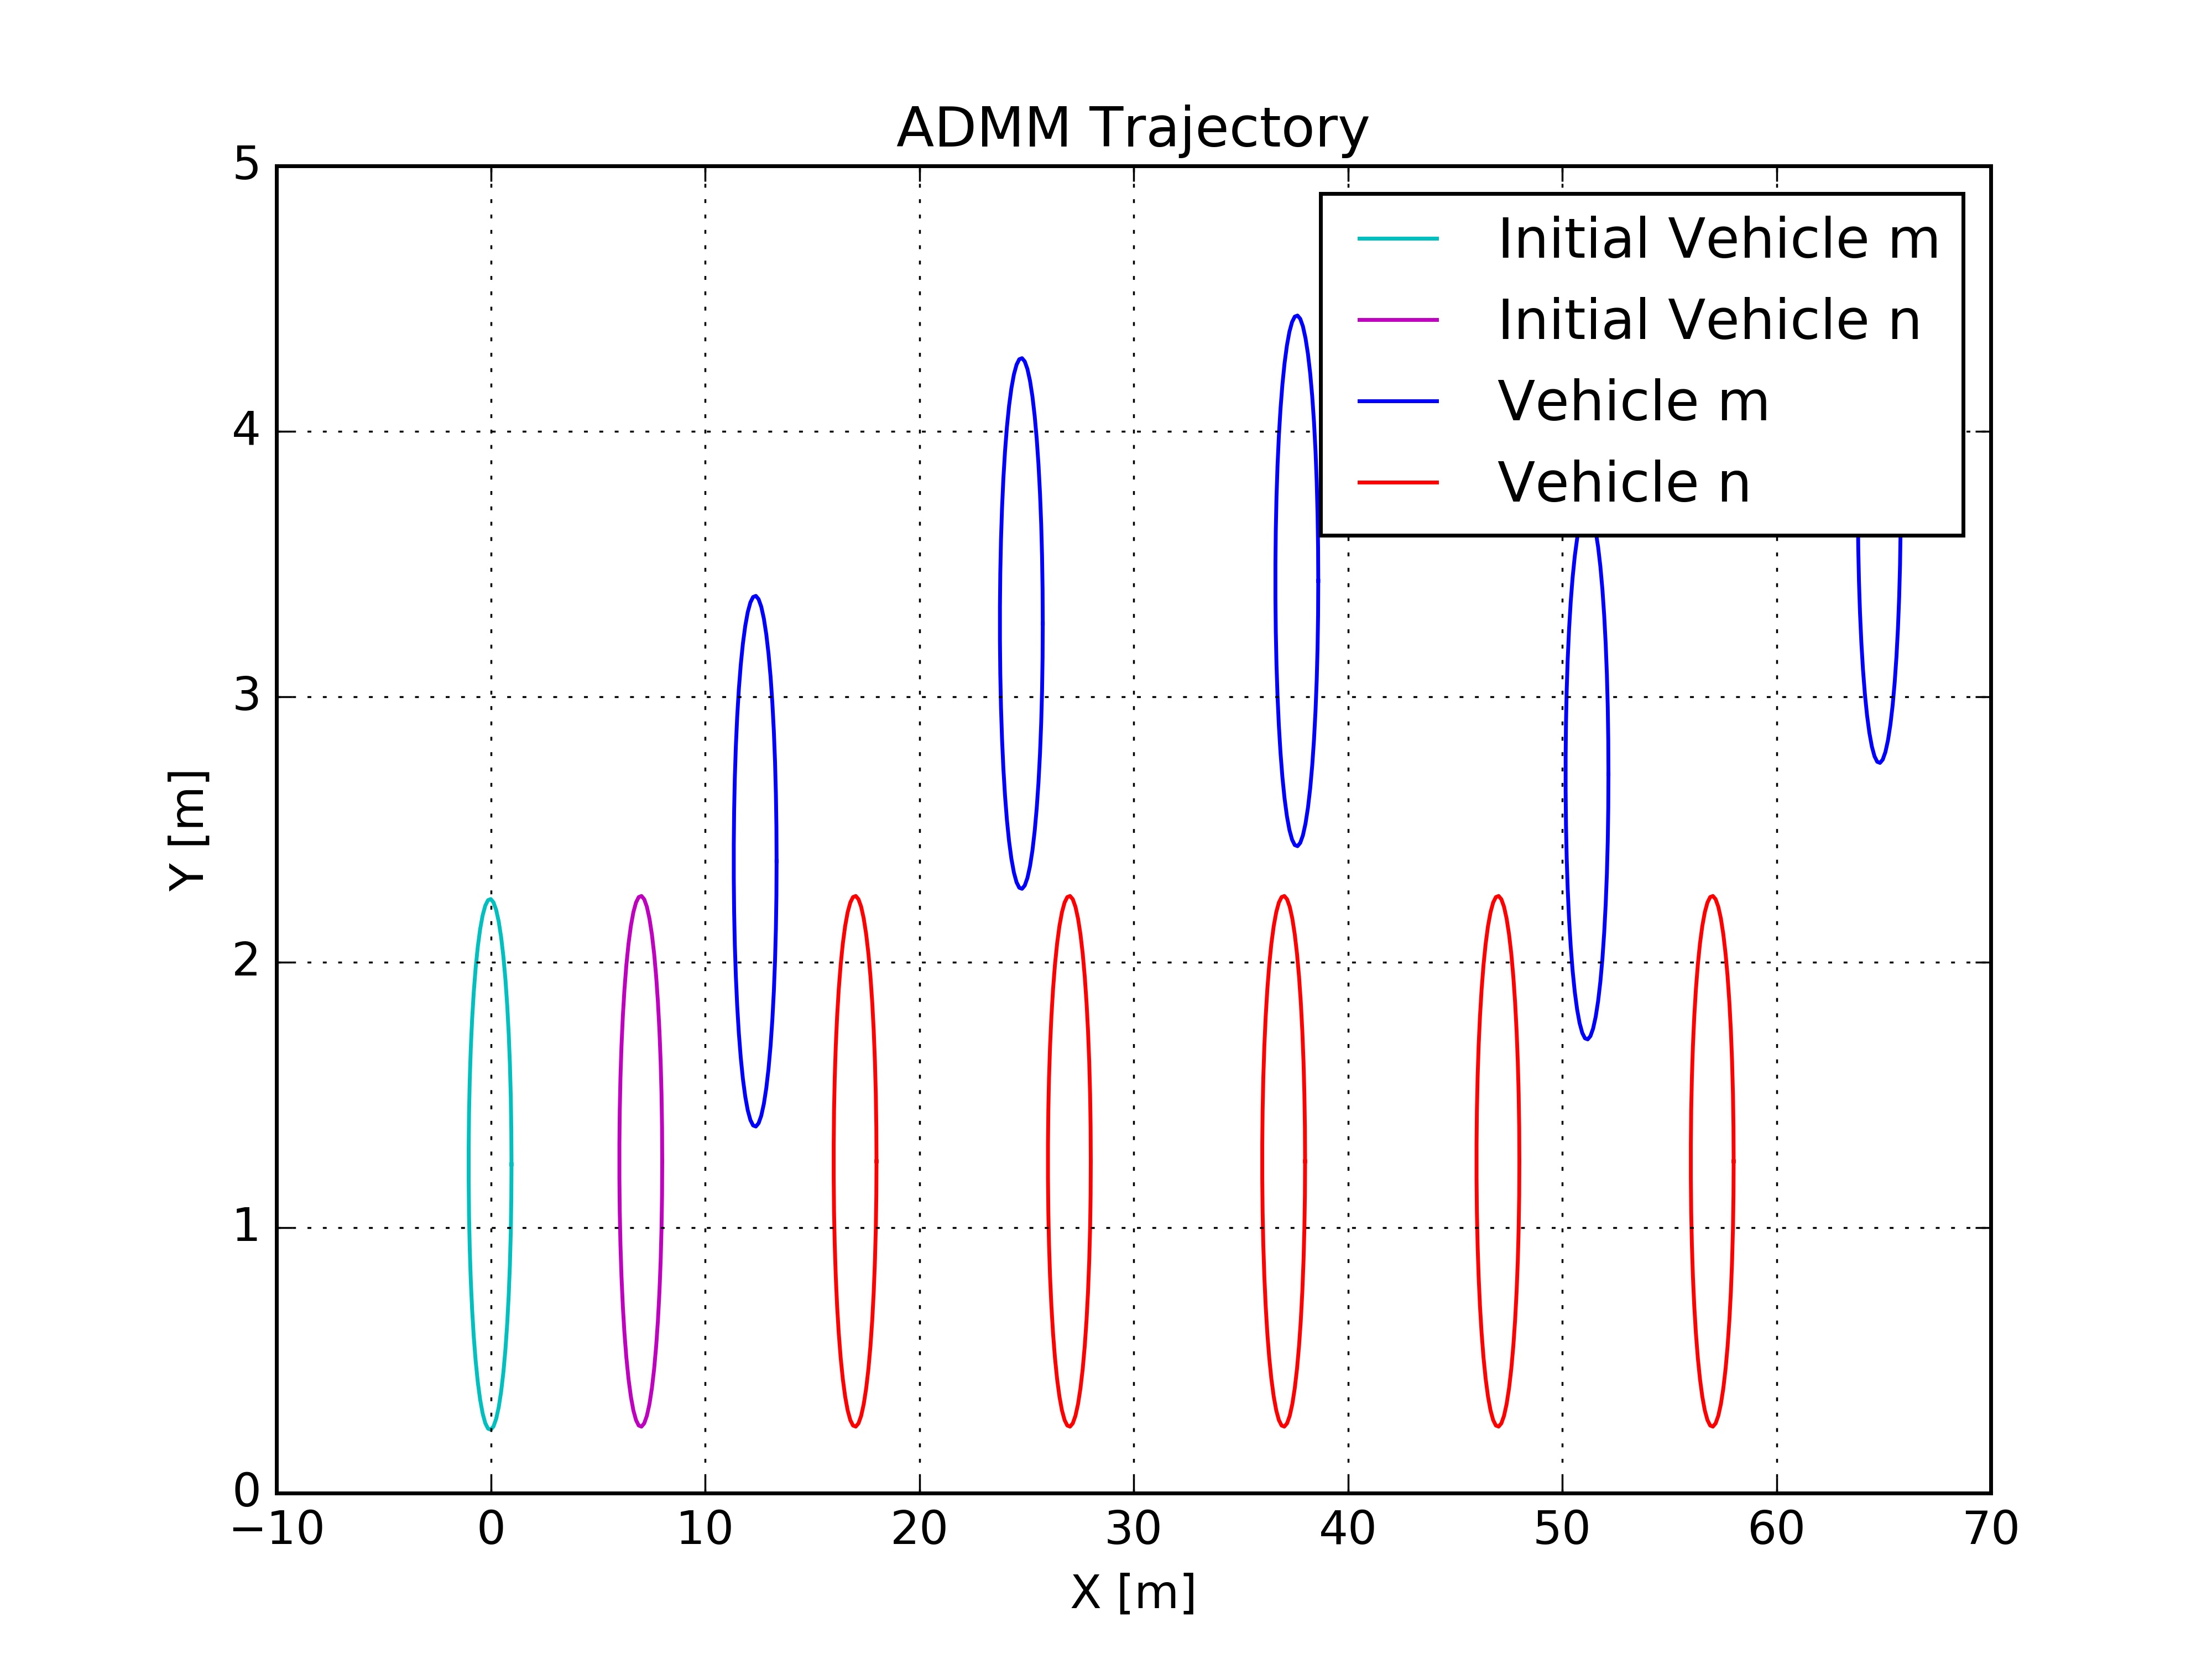 ADMM Trajectory
5
4
3
2
1
0
Y [m]
Initial Vehicle m
Initial Vehicle n
Vehicle m
Vehicle n
−10 0 10 20 30 40 50 60 70
X [m]